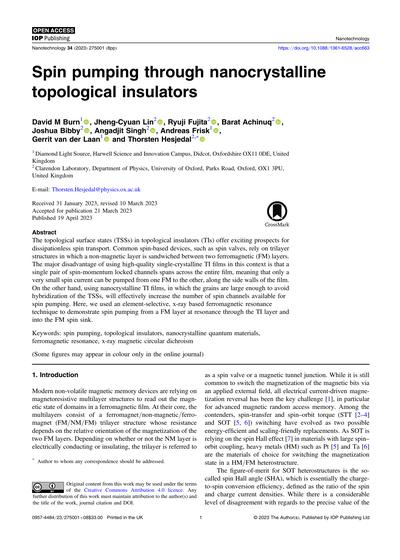 OPEN ACCESS
IOP Publishing
Nanotechnology
Nanotechnology 34 (2023) 275001 (8pp)
https://doi.org/10.1088/1361-6528/acc663
Spin pumping through nanocrystalline
topological insulators
David M Burn1, Jheng-Cyuan Lin2, Ryuji Fujita2, Barat Achinuq2,
Joshua Bibby2, Angadjit Singh2, Andreas Frisk1,
Gerrit van der Laan1 and Thorsten Hesjedal2,*
1 Diamond Light Source, Harwell Science and Innovation Campus, Didcot, Oxfordshire OX11 0DE, United
Kingdom
2 Clarendon Laboratory, Department of Physics, University of Oxford, Parks Road, Oxford, OX1 3PU,
United Kingdom
E-mail: Thorsten.Hesjedal@physics.ox.ac.uk
Received 31 January 2023, revised 10 March 2023
Accepted for publication 21 March 2023
Published 19 April 2023
CrossMark
Abstract
The topological surface states (TSSs) in topological insulators (TIs) offer exciting prospects for
dissipationless spin transport. Common spin-based devices, such as spin valves, rely on trilayer
structures in which a non-magnetic layer is sandwiched between two ferromagnetic (FM) layers.
The major disadvantage of using high-quality single-crystalline TI films in this context is that a
single pair of spin-momentum locked channels spans across the entire film, meaning that only a
very small spin current can be pumped from one FM to the other, along the side walls of the film.
On the other hand, using nanocrystalline TI films, in which the grains are large enough to avoid
hybridization of the TSSs, will effectively increase the number of spin channels available for
spin pumping. Here, we used an element-selective, x-ray based ferromagnetic resonance
technique to demonstrate spin pumping from a FM layer at resonance through the TI layer and
into the FM spin sink.
Keywords: spin pumping, topological insulators, nanocrystalline quantum materials,
ferromagnetic resonance, x-ray magnetic circular dichroism
(Some figures may appear in colour only in the online journal)
1. Introduction
Modern non-volatile magnetic memory devices are relying on
magnetoresistive multilayer structures to read out the magn-
etic state of domains in a ferromagnetic film. At their core, the
multilayers consist of a ferromagnet/non-magnetic/ferro-
magnet (FM/NM/FM) trilayer structure whose resistance
depends on the relative orientation of the magnetization of the
two FM layers. Depending on whether or not the NM layer is
electrically conducting or insulating, the trilayer is referred to
* Author to whom any correspondence should be addressed.
Original content from this work may be used under the terms
of the Creative Commons Attribution 4.0 licence. Any
further distribution of this work must maintain attribution to the author(s) and
the title of the work, journal citation and DOI.
as a spin valve or a magnetic tunnel junction. While it is still
common to switch the magnetization of the magnetic bits via
an applied external field, all electrical current-driven magne-
tization reversal has been the key challenge [1], in particular
for advanced magnetic random access memory. Among the
contenders, spin-transfer and spin–orbit torque (STT [2–4]
and SOT [5, 6]) switching have evolved as two possible
energy-efficient and scaling-friendly replacements. As SOT is
relying on the spin Hall effect [7] in materials with large spin–
orbit coupling, heavy metals (HM) such as Pt [5] and Ta [6]
are the materials of choice for switching the magnetization
state in a HM/FM heterostructure.
The figure-of-merit for SOT heterostructures is the so-
called spin Hall angle (SHA), which is essentially the charge-
to-spin conversion efficiency, defined as the ratio of the spin
and charge current densities. While there is a considerable
level of disagreement with regards to the precise value of the
0957-4484/23/275001+08$33.00 Printed in the UK
1
© 2023 The Author(s). Published by IOP Publishing Ltd